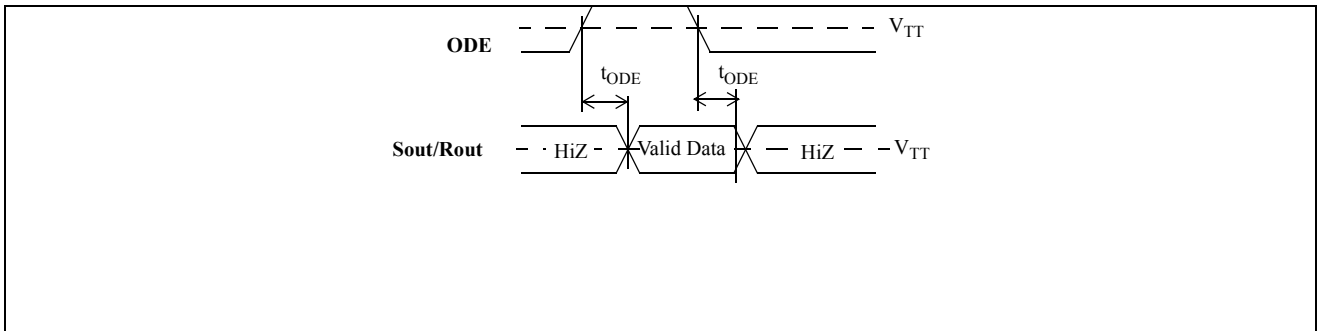 V_TT
ODE
t_ODE t_ODE
Sout/Rout HiZ Valid Data HiZ V_TT